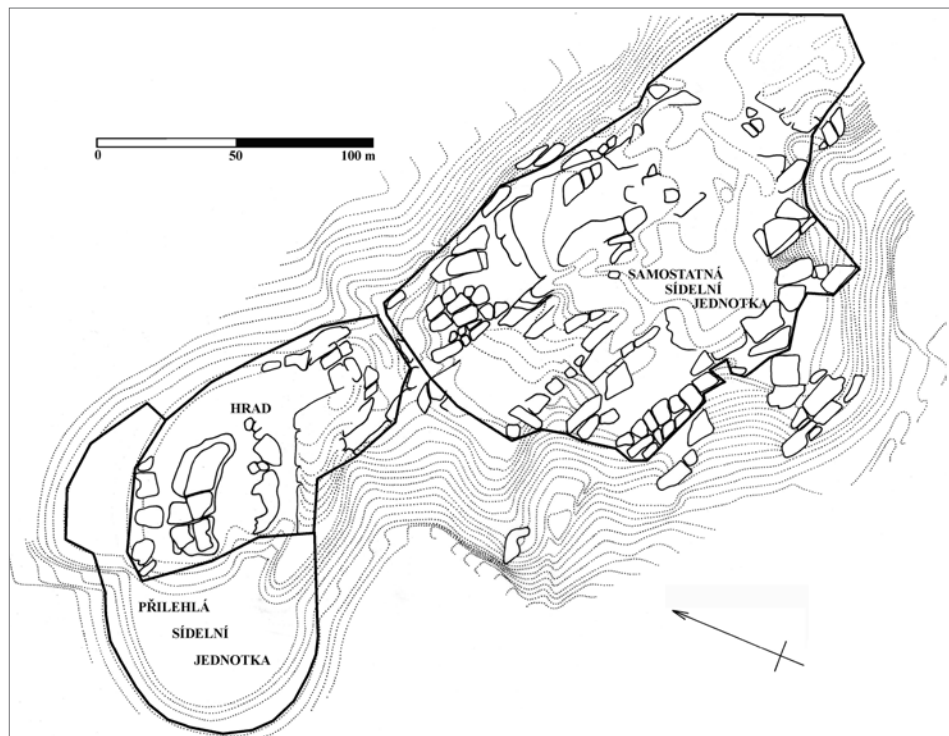 0 50 100 m
SAMOSTATNÁ
SÍDELNÍ
JEDNOTKA
HRAD
PŘILEHLÁ
SÍDELNÍ
JEDNOTKA